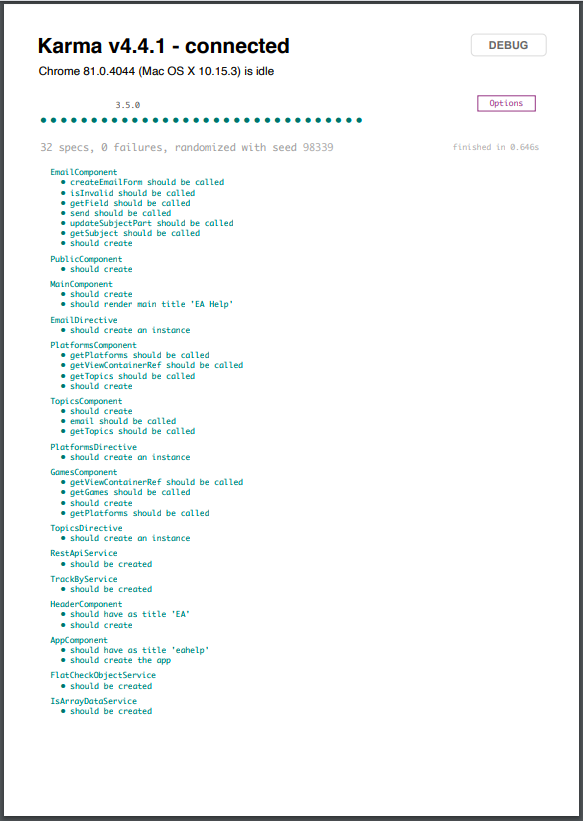 Karma v4.4.1 - connected
DEBUG
Chrome 81.0.4044 (Mac OS X 10.15.3) is idle
3.5.0
Options
32 specs, 0 failures, randomized with seed 98339
finished in 0.646s
EmailComponent
• createEmailForm should be called
• isInvalid should be called
• getField should be called
• send should be called
• updateSubjectPart should be called
• getSubject should be called
• should create
PublicComponent
• should create
MainComponent
• should create
• should render main title 'EA Help'
EmailDirective
• should create an instance
PlatformsComponent
• getPlatforms should be called
• getViewContainerRef should be called
• getTopics should be called
• should create
TopicsComponent
• should create
• email should be called
• getTopics should be called
PlatformsDirective
• should create an instance
GamesComponent
• getViewContainerRef should be called
• getGames should be called
• should create
• getPlatforms should be called
TopicsDirective
• should create an instance
RestApiService
• should be created
TrackByService
• should be created
HeaderComponent
• should have as title 'EA'
• should create
AppComponent
• should have as title 'eahelp'
• should create the app
FlatCheckObjectService
• should be created
IsArrayDataService
• should be created